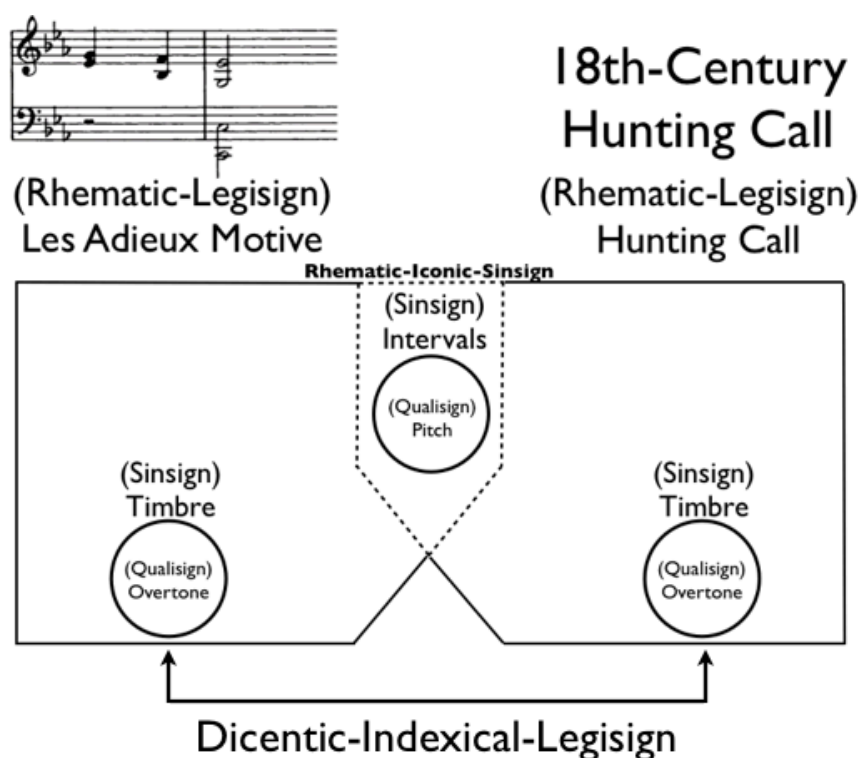 18th-Century
Hunting Call
(Rhematic-Legisign)
Les Adieux Motive
(Rhematic-Legisign)
Hunting Call
Rhematic-Iconic-Sinsign
(Sinsign)
Intervals
(Qualisign)
Pitch
(Sinsign)
Timbre
(Qualisign)
Overtone
(Sinsign)
Timbre
(Qualisign)
Overtone
Dicentic-Indexical-Legisign